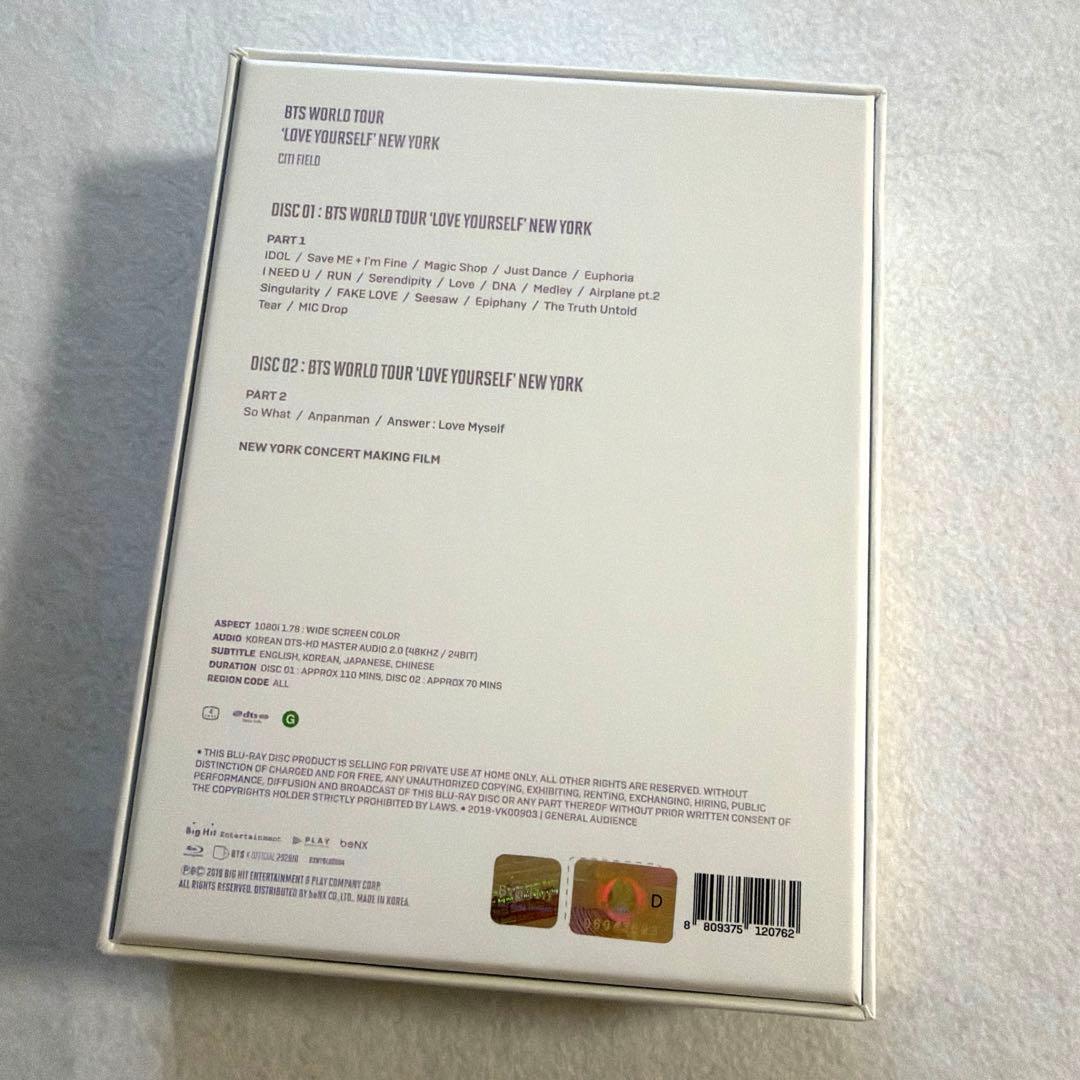 BTS WORLD TOUR
'LOVE YOURSELF' NEW YORK
CITI FIELD
DISC 01 : BTS WORLD TOUR 'LOVE YOURSELF' NEW YORK
PART 1
IDOL / Save ME + I'm Fine / Magic Shop / Just Dance / Euphoria
I NEED U / RUN / Serendipity / Love / DNA / Medley / Airplane pt.2
Singularity / FAKE LOVE / Seesaw / Epiphany / The Truth Untold
Tear / MIC Drop
DISC 02 : BTS WORLD TOUR 'LOVE YOURSELF' NEW YORK
PART 2
So What / Anpanman / Answer : Love Myself
NEW YORK CONCERT MAKING FILM
ASPECT 1080i 1.78 : WIDE SCREEN COLOR
AUDIO KOREAN DTS-HD MASTER AUDIO 2.0 (48KHZ / 24BIT)
SUBTITLE ENGLISH, KOREAN, JAPANESE, CHINESE
DURATION DISC 01 : APPROX 110 MINS, DISC 02 : APPROX 70 MINS
REGION CODE ALL
dts G
• THIS BLU-RAY DISC PRODUCT IS SELLING FOR PRIVATE USE AT HOME ONLY. ALL OTHER RIGHTS ARE RESERVED. WITHOUT
DISTINCTION OF CHARGED AND FOR FREE, ANY UNAUTHORIZED COPYING, EXHIBITING, RENTING, EXCHANGING, HIRING, PUBLIC
PERFORMANCE, DIFFUSION AND BROADCAST OF THIS BLU-RAY DISC OR ANY PART THEREOF WITHOUT PRIOR WRITTEN CONSENT OF
THE COPYRIGHTS HOLDER STRICTLY PROHIBITED BY LAWS. • 2019-VK00903 | GENERAL AUDIENCE
Big Hit Entertainment PLAY beNX
BTS
℗&© 2019 BIG HIT ENTERTAINMENT & PLAY COMPANY CORP.
ALL RIGHTS RESERVED. DISTRIBUTED BY beNX CO.,LTD. MADE IN KOREA.
D
8 809375 120762